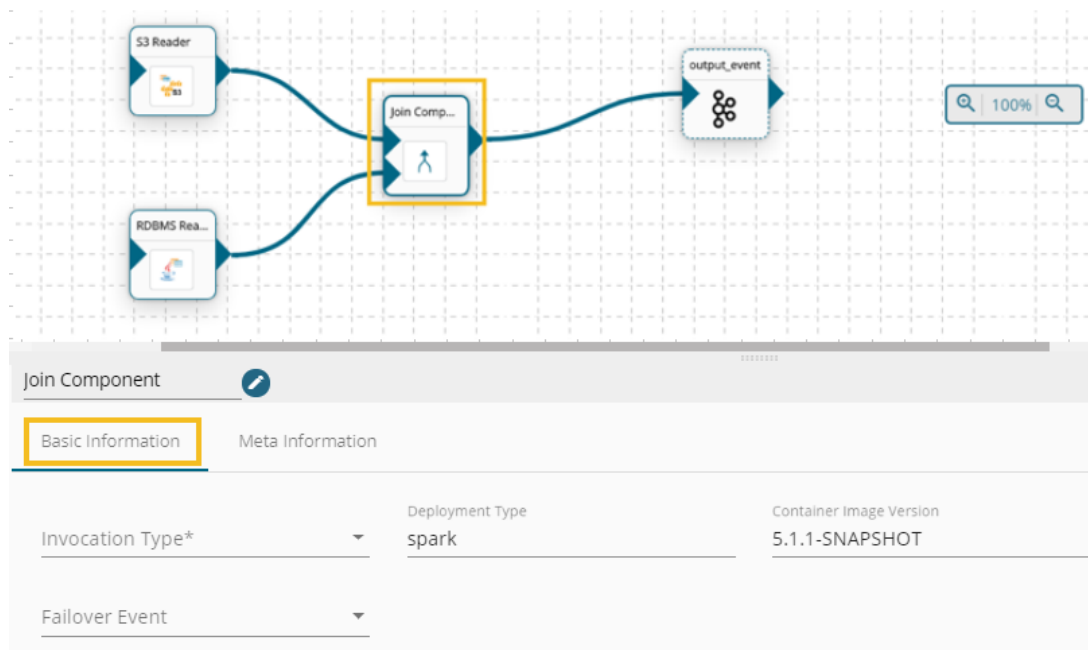 S3 Reader
S3
Join Comp...
output_event
100%
RDBMS Rea...
Join Component
Basic Information
Meta Information
Invocation Type*
Deployment Type
spark
Container Image Version
5.1.1-SNAPSHOT
Failover Event